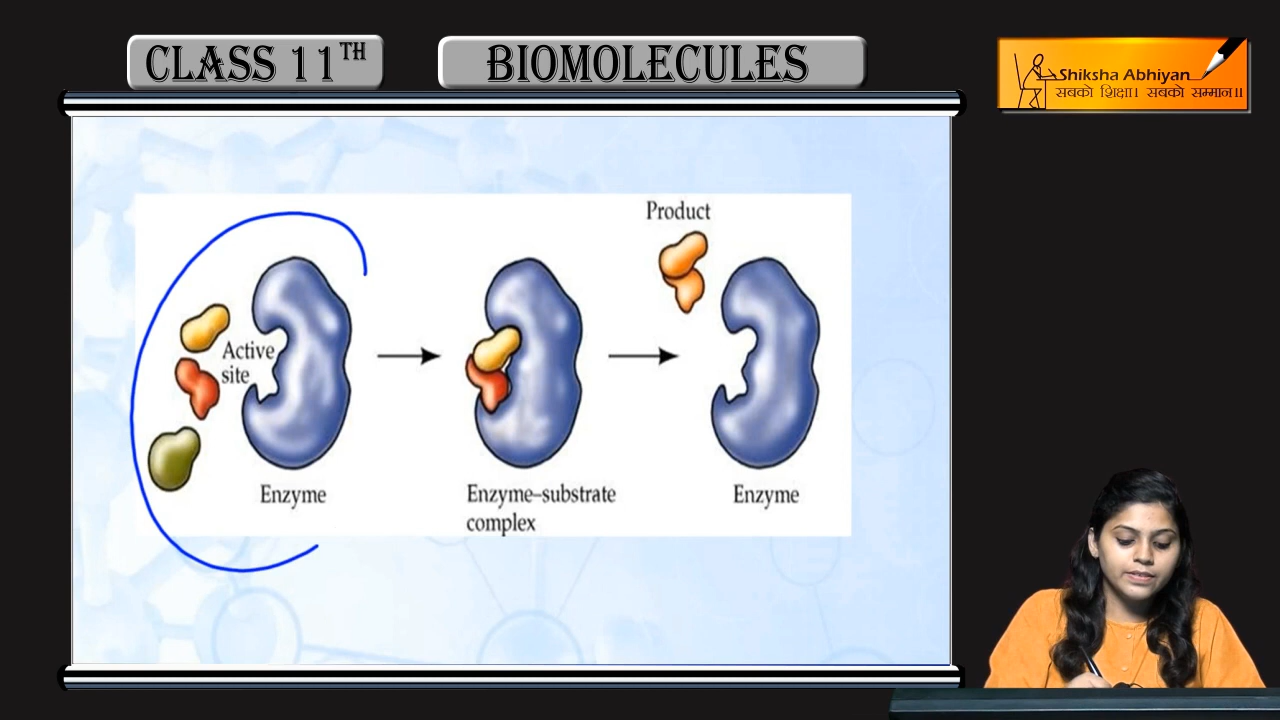 CLASS 11TH
BIOMOLECULES
Shiksha Abhiyan
सबको शिक्षा। सबको सम्मान॥
Product
Active
site
Enzyme
Enzyme–substrate
complex
Enzyme